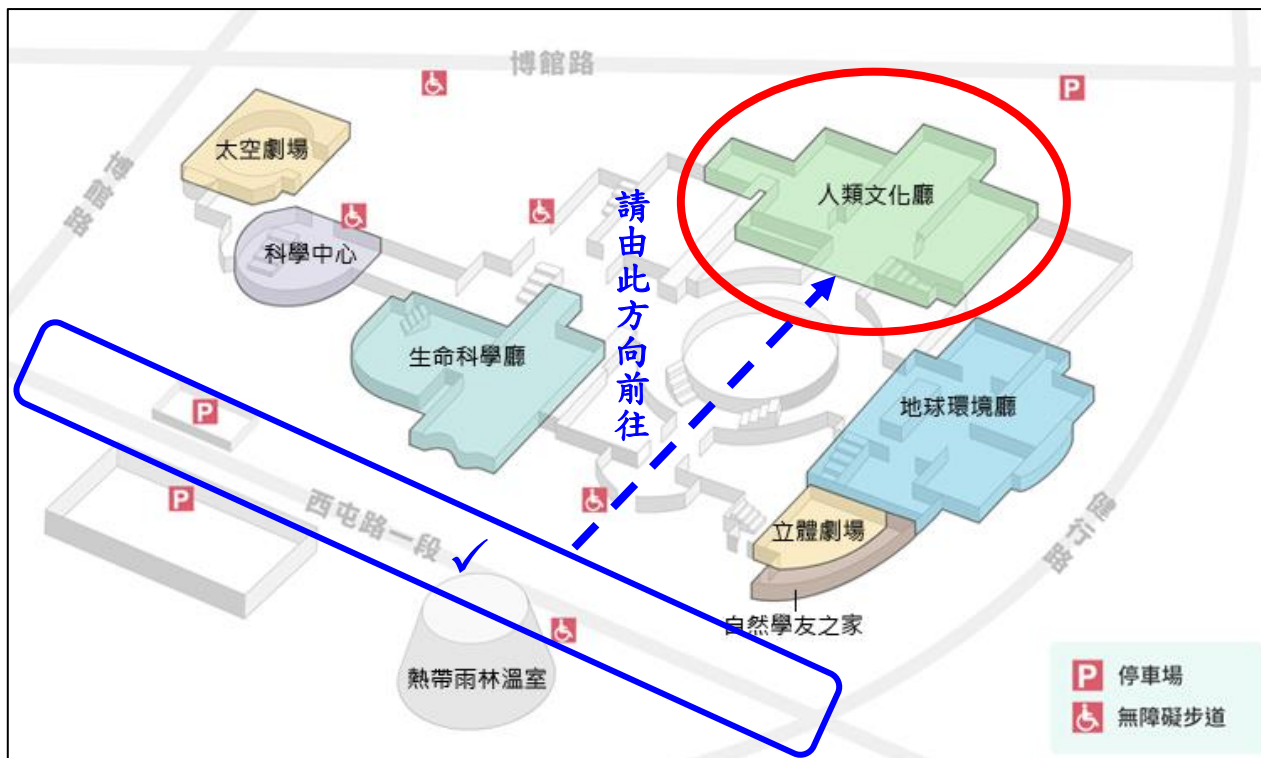 博館路
P
太空劇場
博館路
人類文化廳
請由此方向前往
科學中心
生命科學廳
地球環境廳
P
P
西屯路一段
立體劇場
健行路
自然學友之家
熱帶雨林溫室
P 停車場
無障礙步道